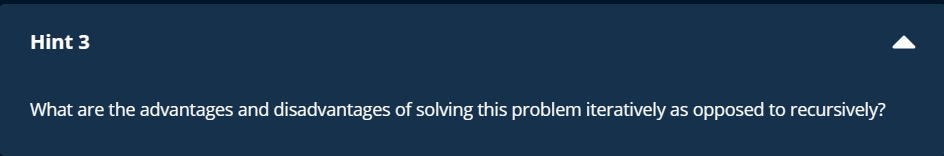 Hint 3
What are the advantages and disadvantages of solving this problem iteratively as opposed to recursively?